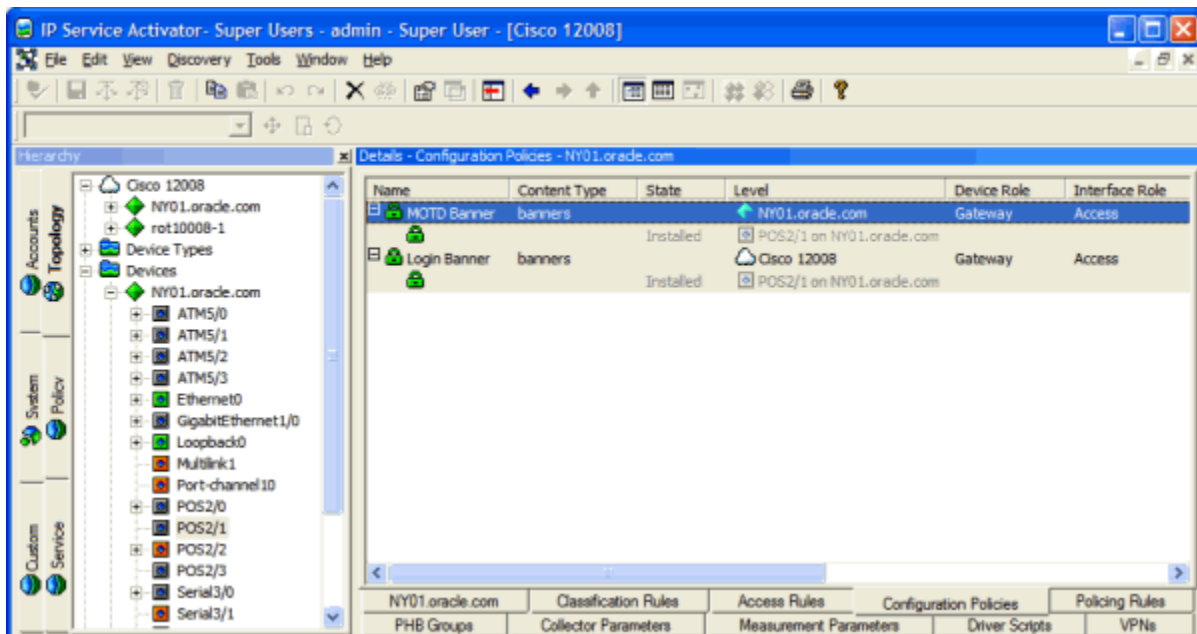 IP Service Activator- Super Users - admin - Super User - [Cisco 12008]
File Edit View Discovery Tools Window Help
Hierarchy
Accounts
Topology
System
Policy
Custom
Service
Cisco 12008
NY01.oracle.com
rot10008-1
Device Types
Devices
NY01.oracle.com
ATM5/0
ATM5/1
ATM5/2
ATM5/3
Ethernet0
GigabitEthernet1/0
Loopback0
Multilink1
Port-channel10
POS2/0
POS2/1
POS2/2
POS2/3
Serial3/0
Serial3/1
Details - Configuration Policies - NY01.oracle.com
Name Content Type State Level Device Role Interface Role
MOTD Banner banners NY01.oracle.com Gateway Access
Installed POS2/1 on NY01.oracle.com
Login Banner banners Cisco 12008 Gateway Access
Installed POS2/1 on NY01.oracle.com
NY01.oracle.com Classification Rules Access Rules Configuration Policies Policing Rules
PHB Groups Collector Parameters Measurement Parameters Driver Scripts VPNs